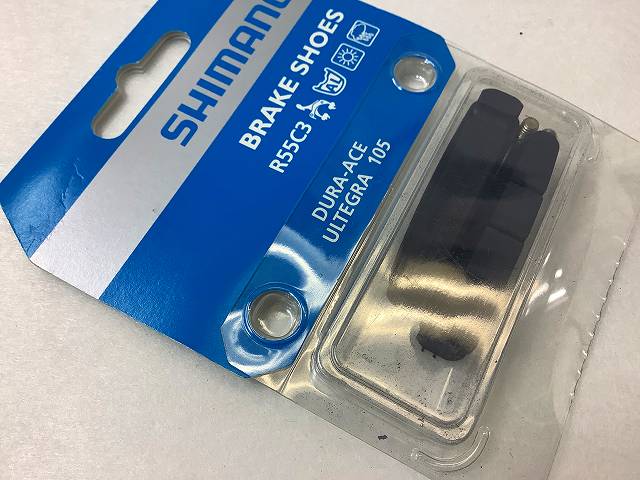 SHIMANO
BRAKE SHOES
R55C3
DURA-ACE
ULTEGRA 105